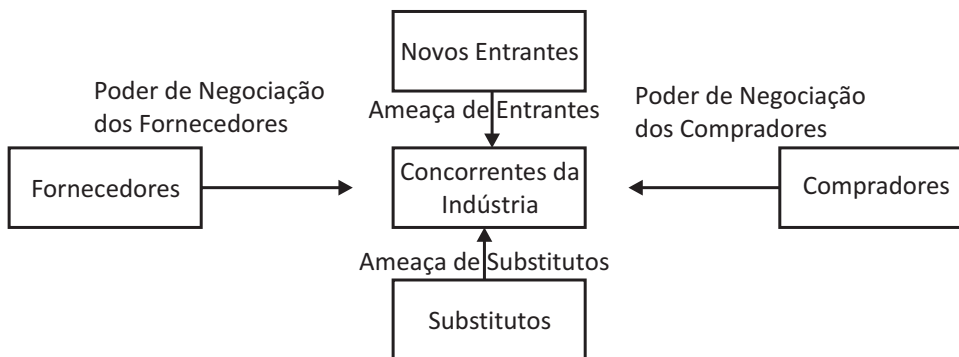 Novos Entrantes
Poder de Negociação
dos Fornecedores
Ameaça de Entrantes
Poder de Negociação
dos Compradores
Fornecedores
Concorrentes da
Indústria
Compradores
Ameaça de Substitutos
Substitutos